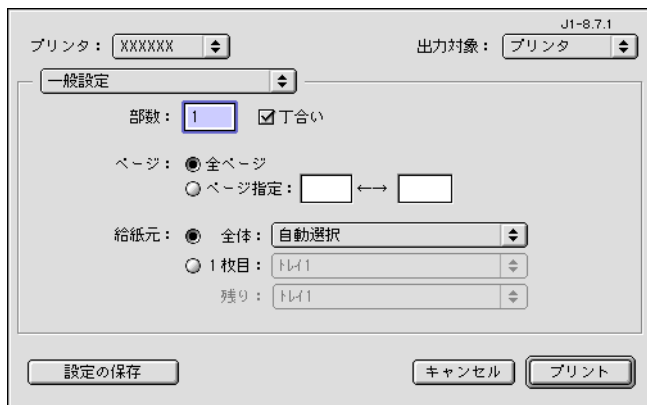 J1-8.7.1
プリンタ： XXXXXX 出力対象： プリンタ
一般設定
部数： 1 丁合い
ページ： 全ページ
ページ指定： ←→
給紙元： 全体： 自動選択
1枚目： ﾄﾚｲ1
残り： ﾄﾚｲ1
設定の保存 キャンセル プリント